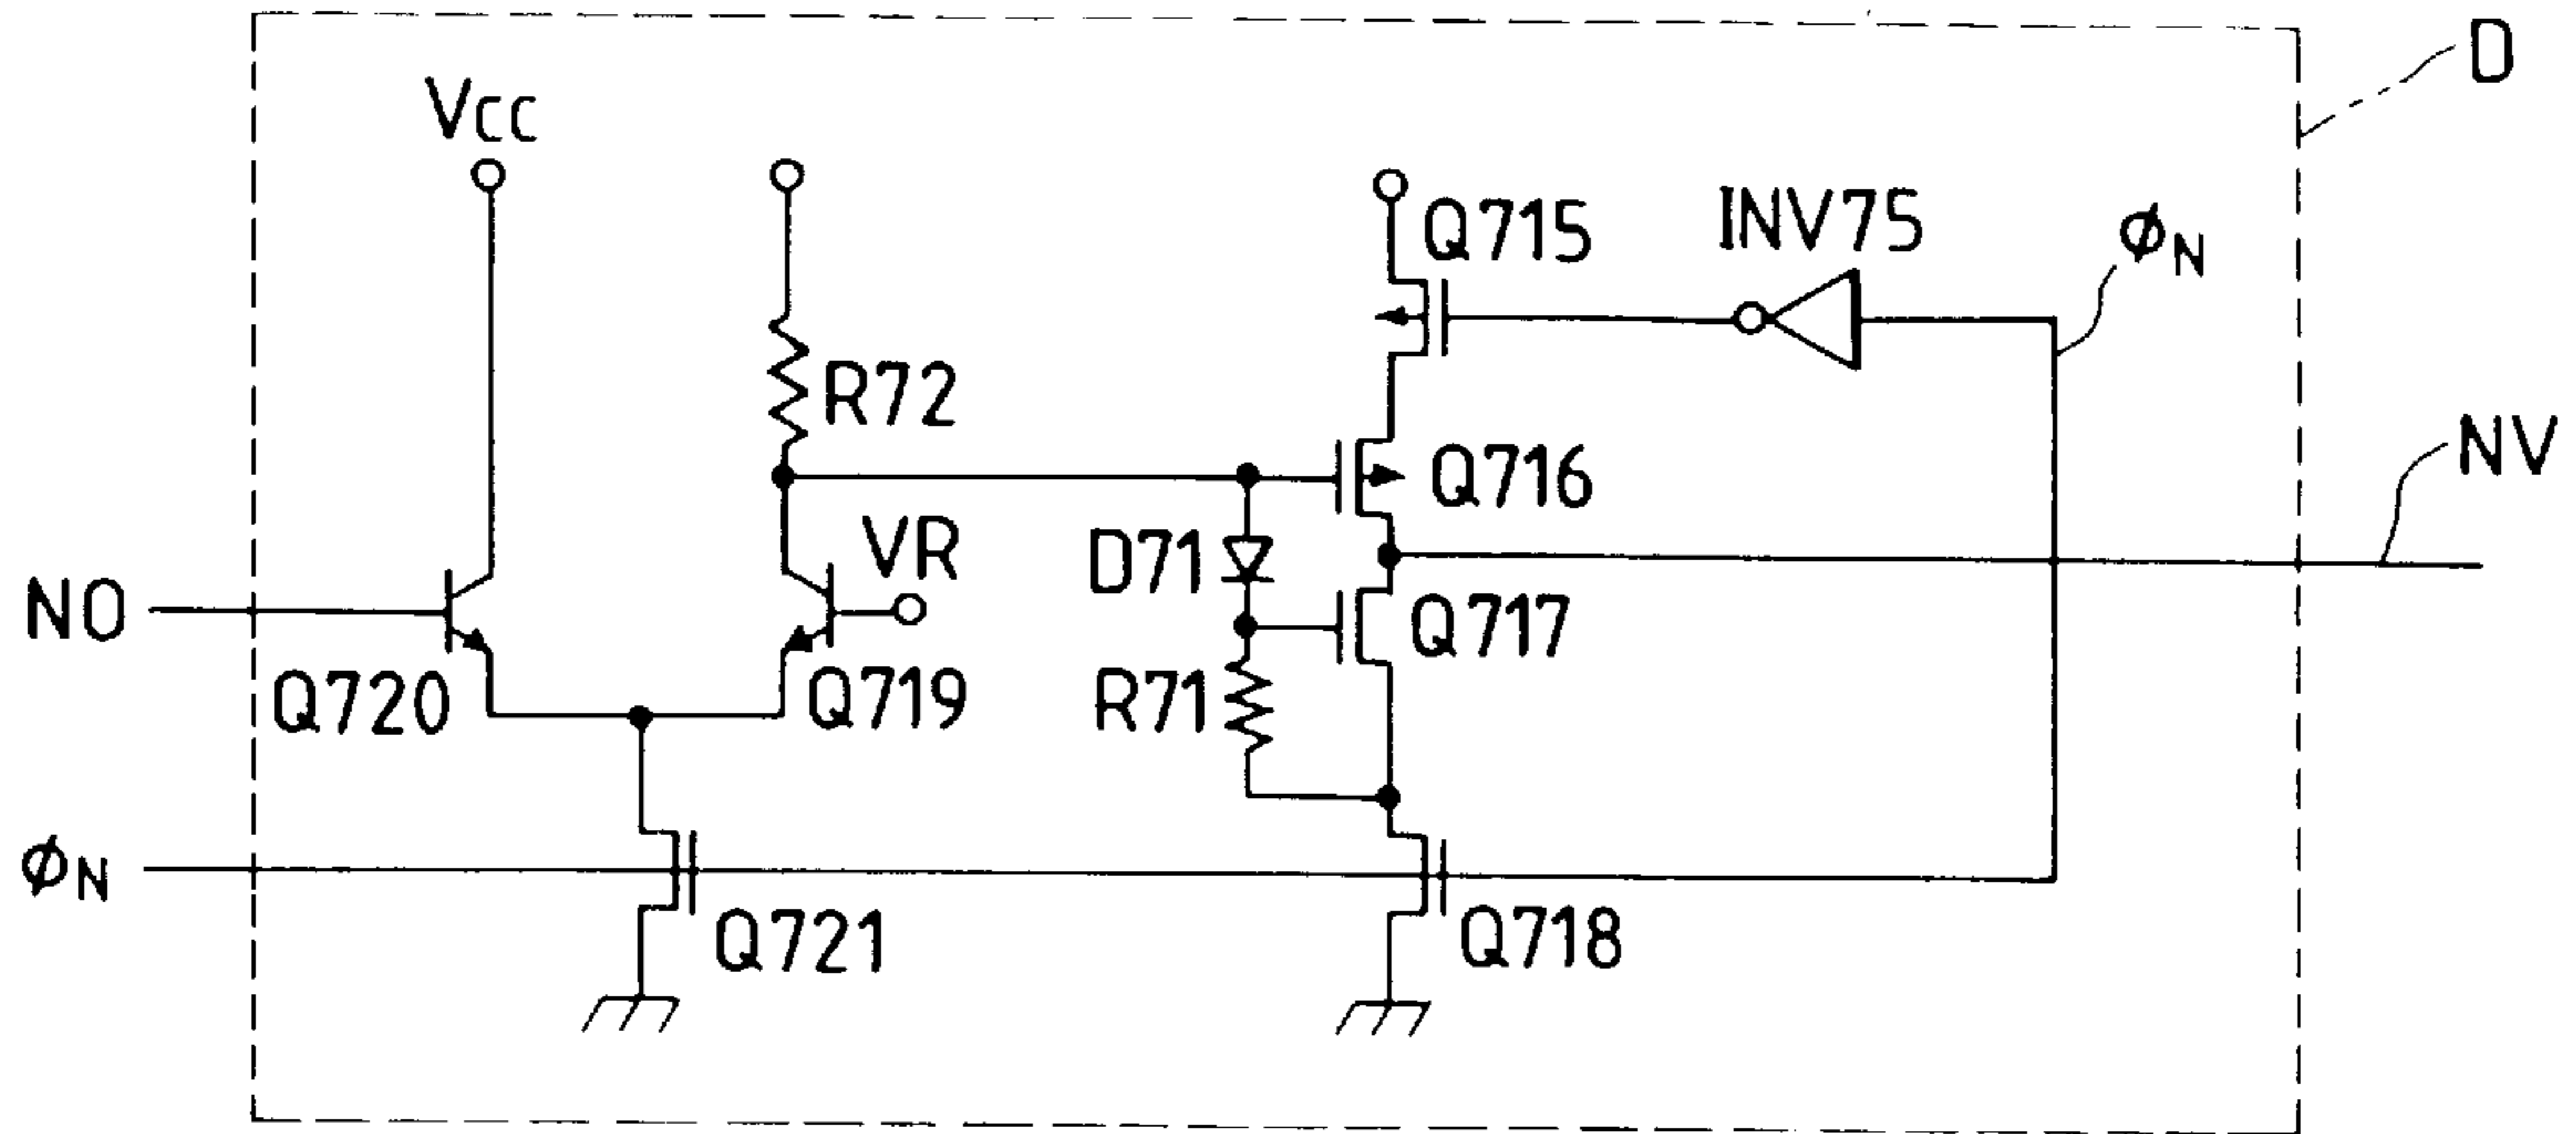 D
Vcc
Q715
INV75
φN
R72
Q716
NV
VR
D71
Q717
NO
Q720
Q719
R71
φN
Q721
Q718